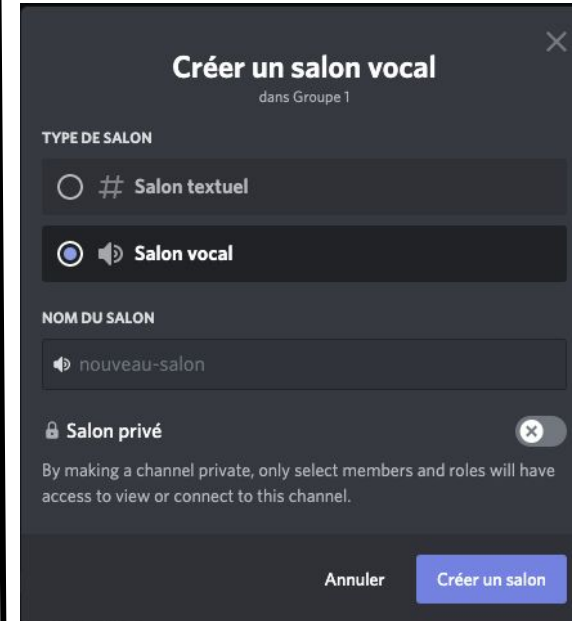 Créer un salon vocal
dans Groupe 1
TYPE DE SALON
Salon textuel
Salon vocal
NOM DU SALON
nouveau-salon
Salon privé
By making a channel private, only select members and roles will have
access to view or connect to this channel.
Annuler
Créer un salon